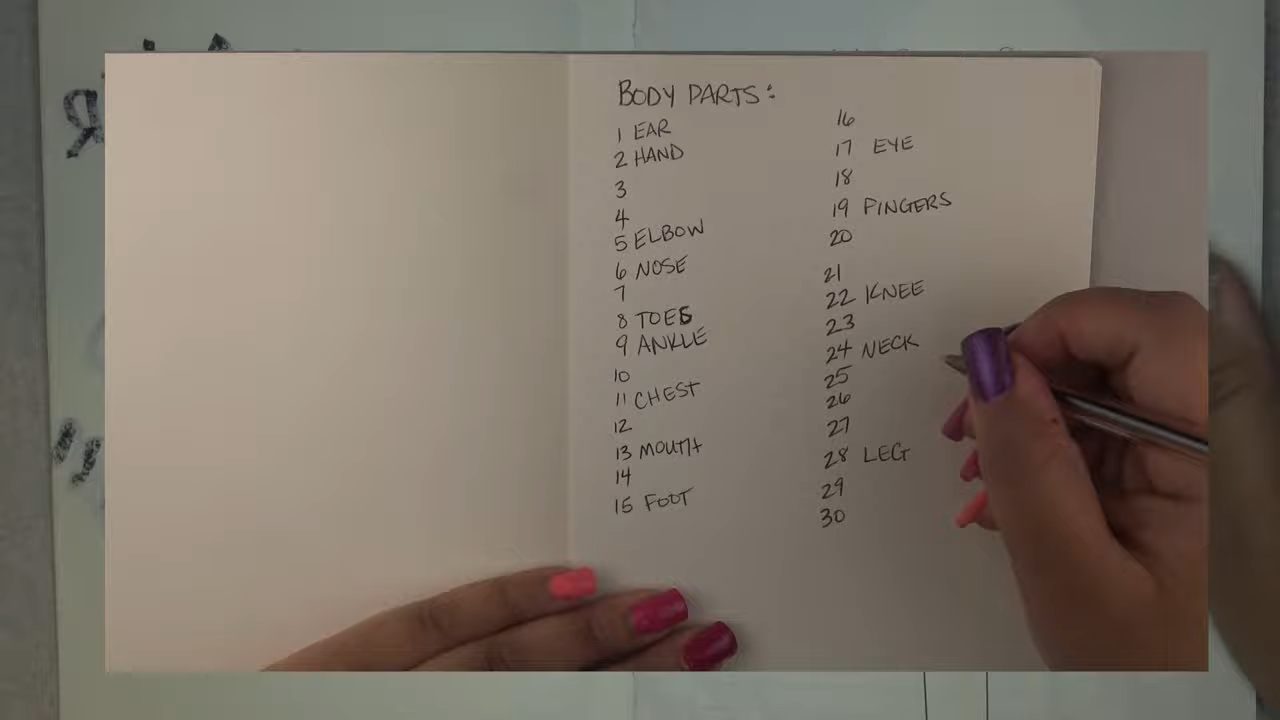 BODY PARTS:
1 EAR
2 HAND
3
4
5 ELBOW
6 NOSE
7
8 TOES
9 ANKLE
10
11 CHEST
12
13 MOUTH
14
15 FOOT
16
17 EYE
18
19 FINGERS
20
21
22 KNEE
23
24 NECK
25
26
27
28 LEG
29
30